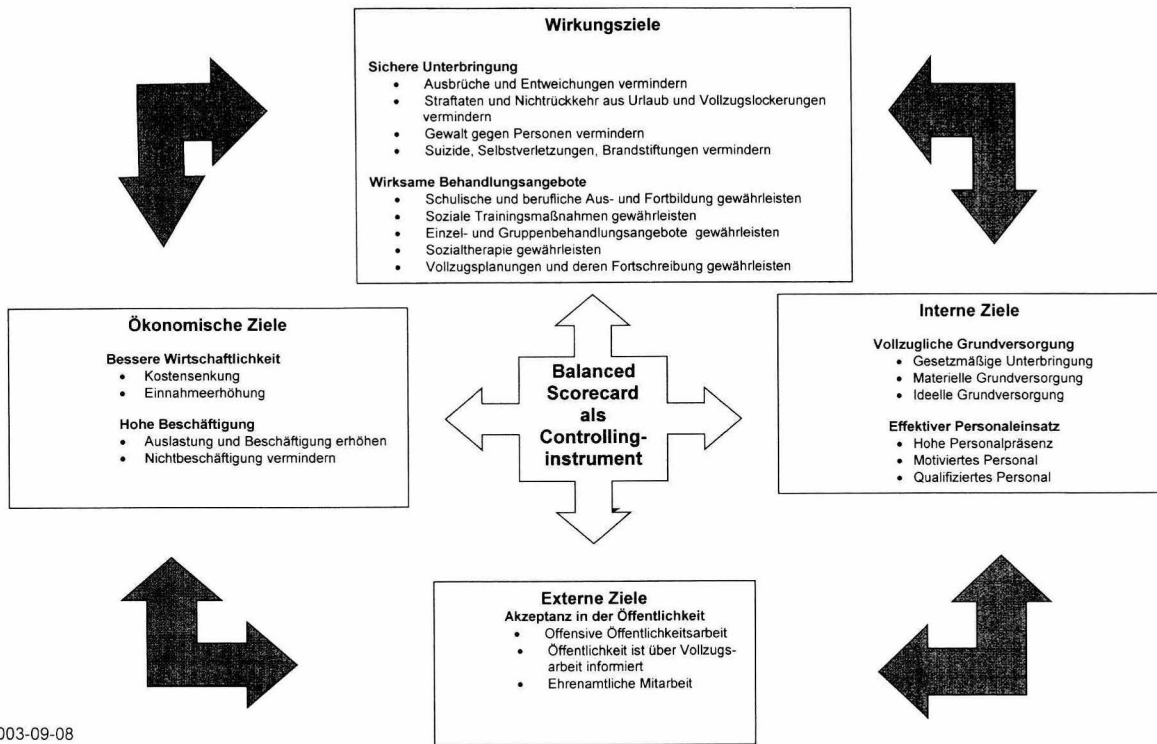 Wirkungsziele
Sichere Unterbringung
• Ausbrüche und Entweichungen vermindern
• Straftaten und Nichtrückkehr aus Urlaub und Vollzugslockerungen
vermindern
• Gewalt gegen Personen vermindern
• Suizide, Selbstverletzungen, Brandstiftungen vermindern
Wirksame Behandlungsangebote
• Schulische und berufliche Aus- und Fortbildung gewährleisten
• Soziale Trainingsmaßnahmen gewährleisten
• Einzel- und Gruppenbehandlungsangebote gewährleisten
• Sozialtherapie gewährleisten
• Vollzugsplanungen und deren Fortschreibung gewährleisten
Ökonomische Ziele
Bessere Wirtschaftlichkeit
• Kostensenkung
• Einnahmeerhöhung
Hohe Beschäftigung
• Auslastung und Beschäftigung erhöhen
• Nichtbeschäftigung vermindern
Balanced
Scorecard
als
Controlling-
instrument
Interne Ziele
Vollzugliche Grundversorgung
• Gesetzmäßige Unterbringung
• Materielle Grundversorgung
• Ideelle Grundversorgung
Effektiver Personaleinsatz
• Hohe Personalpräsenz
• Motiviertes Personal
• Qualifiziertes Personal
Externe Ziele
Akzeptanz in der Öffentlichkeit
• Offensive Öffentlichkeitsarbeit
• Öffentlichkeit ist über Vollzugs-
arbeit informiert
• Ehrenamtliche Mitarbeit
003-09-08